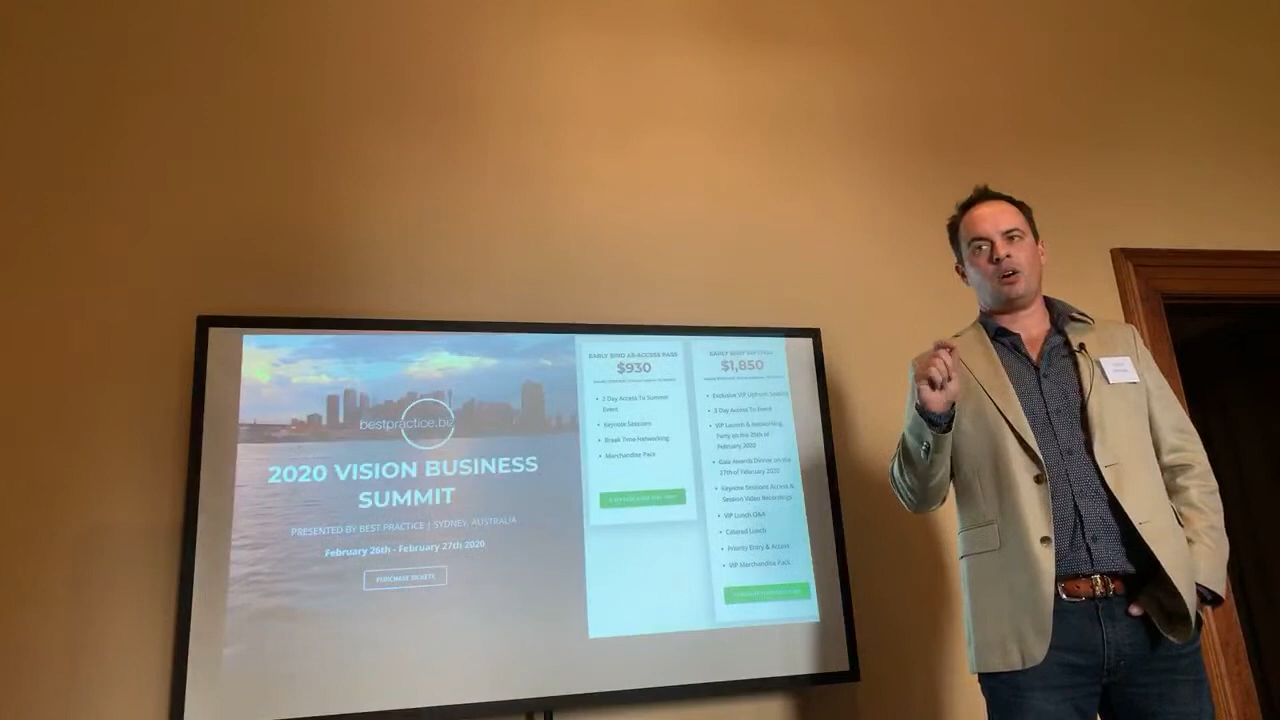 bestpractice.biz
2020 VISION BUSINESS
SUMMIT
PRESENTED BY BEST PRACTICE | SYDNEY, AUSTRALIA
February 26th - February 27th 2020
PURCHASE TICKETS
EARLY BIRD All-ACCESS PASS
$930
2 Day Access To Summit
Event
Keynote Sessions
Break Time Networking
Merchandise Pack
EARLY BIRD
$1,850
Exclusive VIP Upfront Seating
2 Day Access To Event
VIP Launch & Networking
Party on the 25th of
February 2020
Gala Awards Dinner on the
27th of February 2020
Keynote Sessions Access &
Session Video Recordings
VIP Lunch Q&A
Catered Lunch
Priority Entry & Access
VIP Merchandise Pack